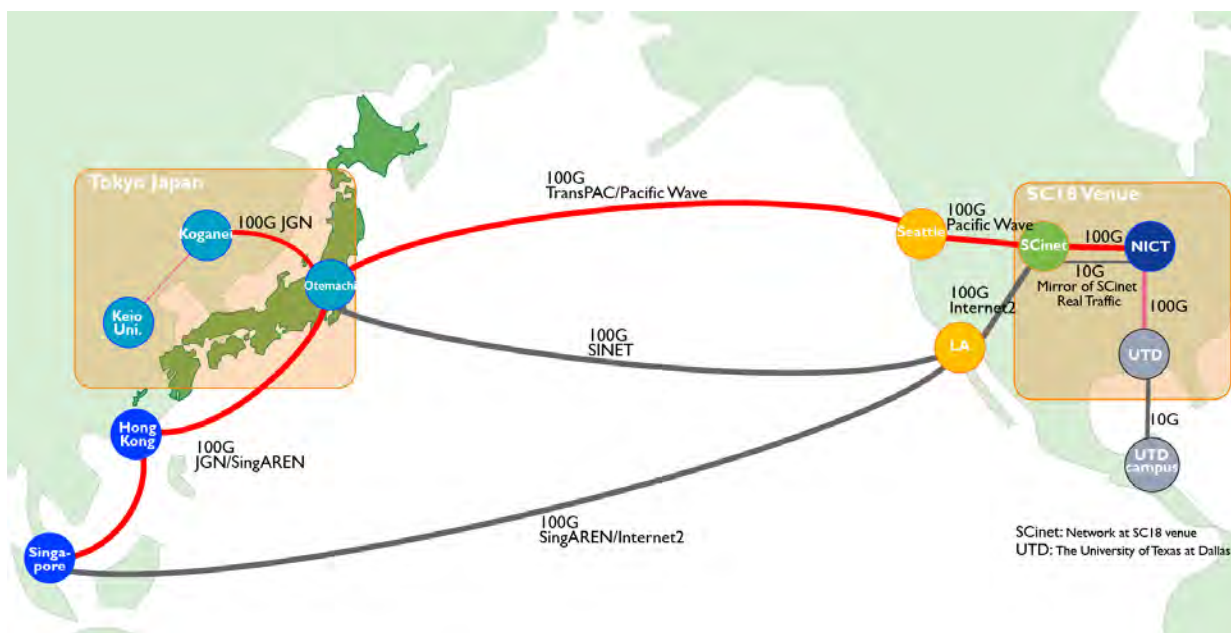 Tokyo Japan
Koganei
100G JGN
Otemachi
Keio
Uni.
Hong
Kong
100G
JGN/SingAREN
Singa-
pore
100G
TransPAC/Pacific Wave
100G
SINET
100G
SingAREN/Internet2
Seattle
100G
Pacific Wave
LA
100G
Internet2
SC18 Venue
SCinet
100G
NICT
10G
Mirror of SCinet
Real Traffic
100G
UTD
10G
UTD
campus
SCinet: Network at SC18 venue
UTD: The University of Texas at Dallas